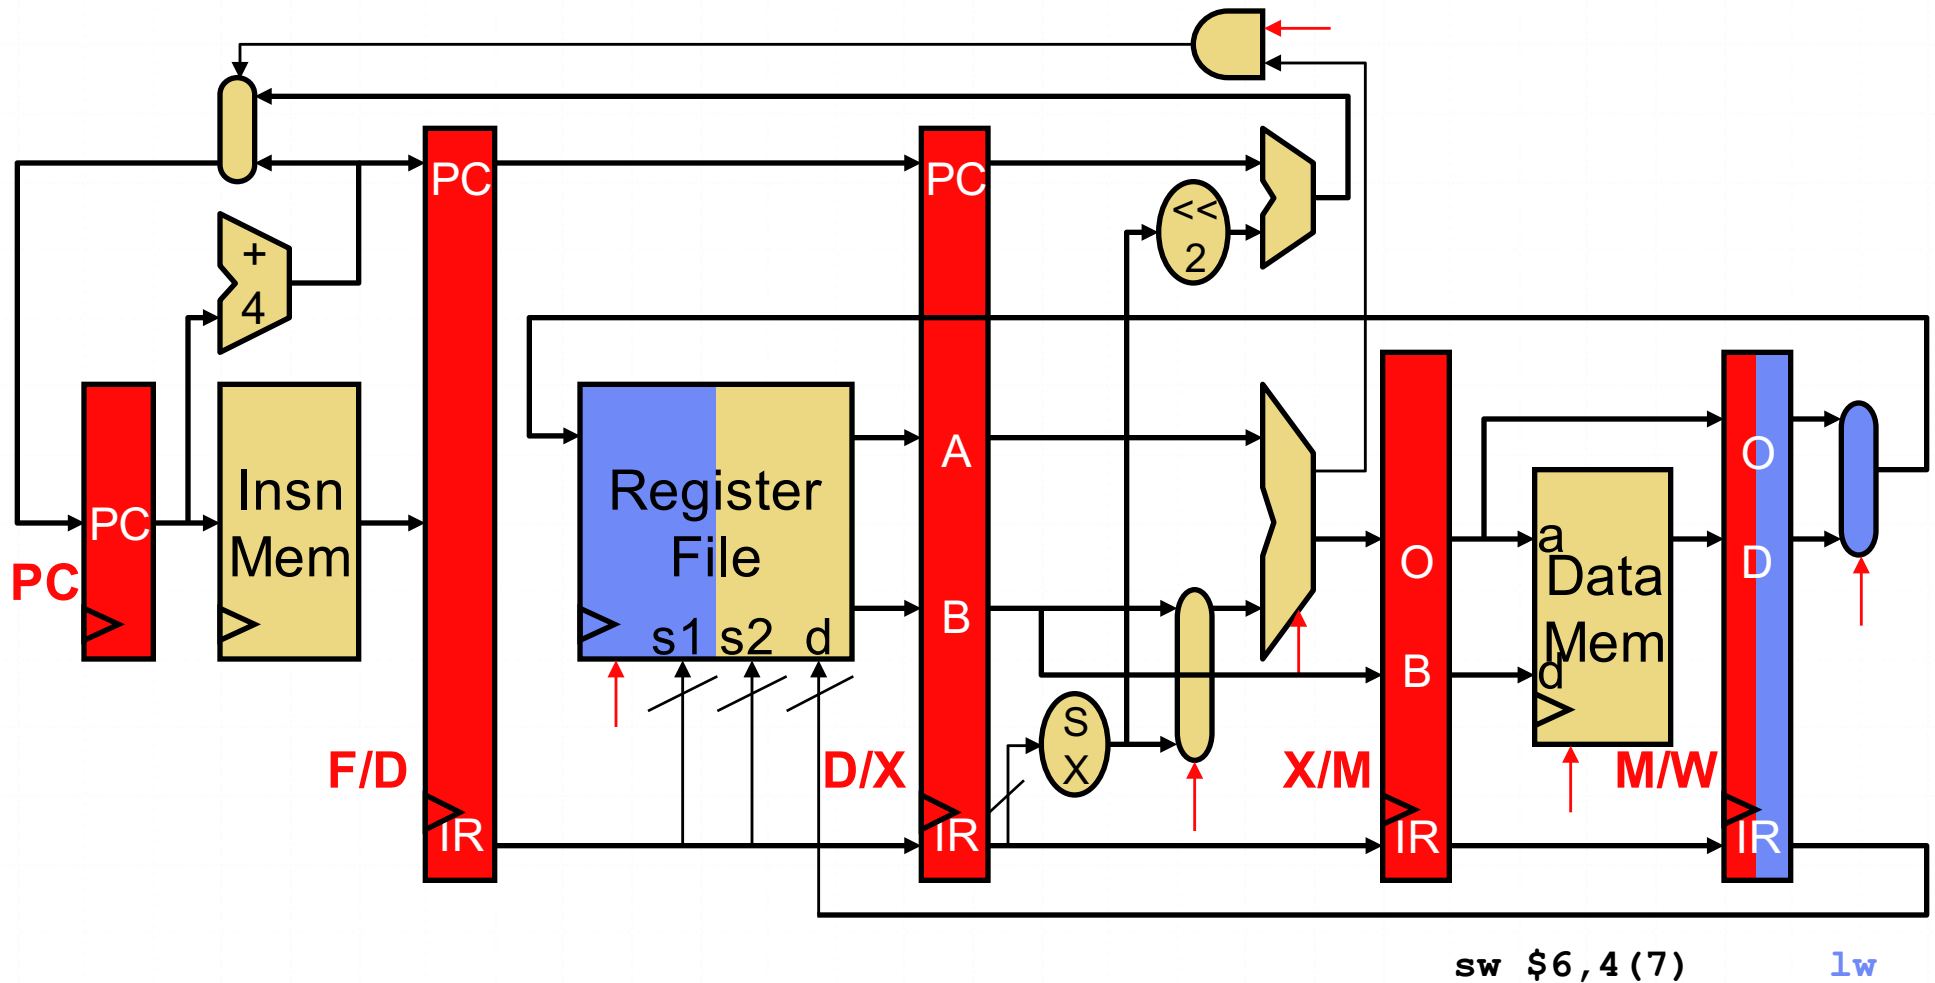 <<
2
PC
PC
+
4
PC
Insn
Mem
PC
Register
File
s1 s2 d
A
B
O
B
a
Data
Mem
d
O
D
S
X
F/D
D/X
X/M
M/W
IR
IR
IR
IR
sw $6,4(7)
lw